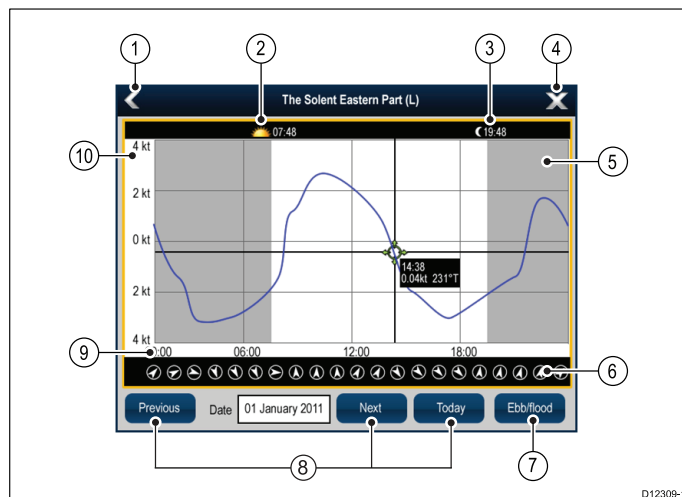 1
2
3
4
The Solent Eastern Part (L)
07:48
19:48
10
4 kt
5
2 kt
0 kt
14:38
0.04kt 231°T
2 kt
4 kt
9
:00
06:00
12:00
18:00
6
Previous
Date
01 January 2011
Next
Today
Ebb/flood
8
7